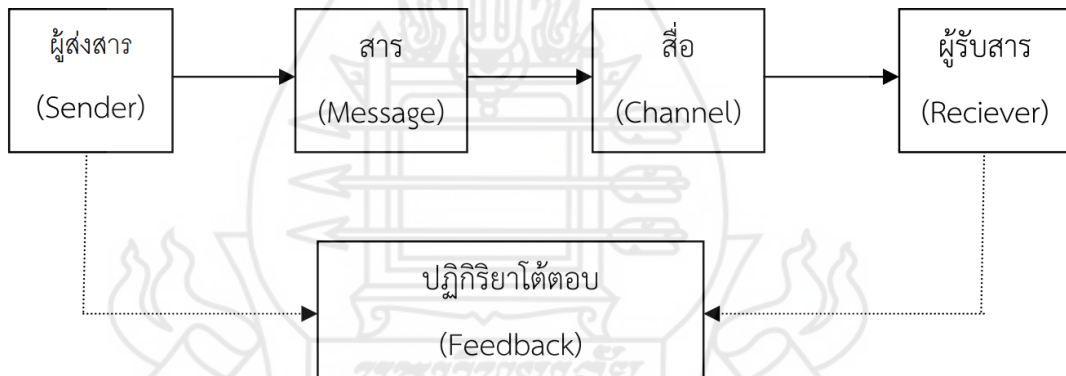 ผู้ส่งสาร
(Sender)
สาร
(Message)
สื่อ
(Channel)
ผู้รับสาร
(Reciever)
ปฏิกิริยาโต้ตอบ
(Feedback)